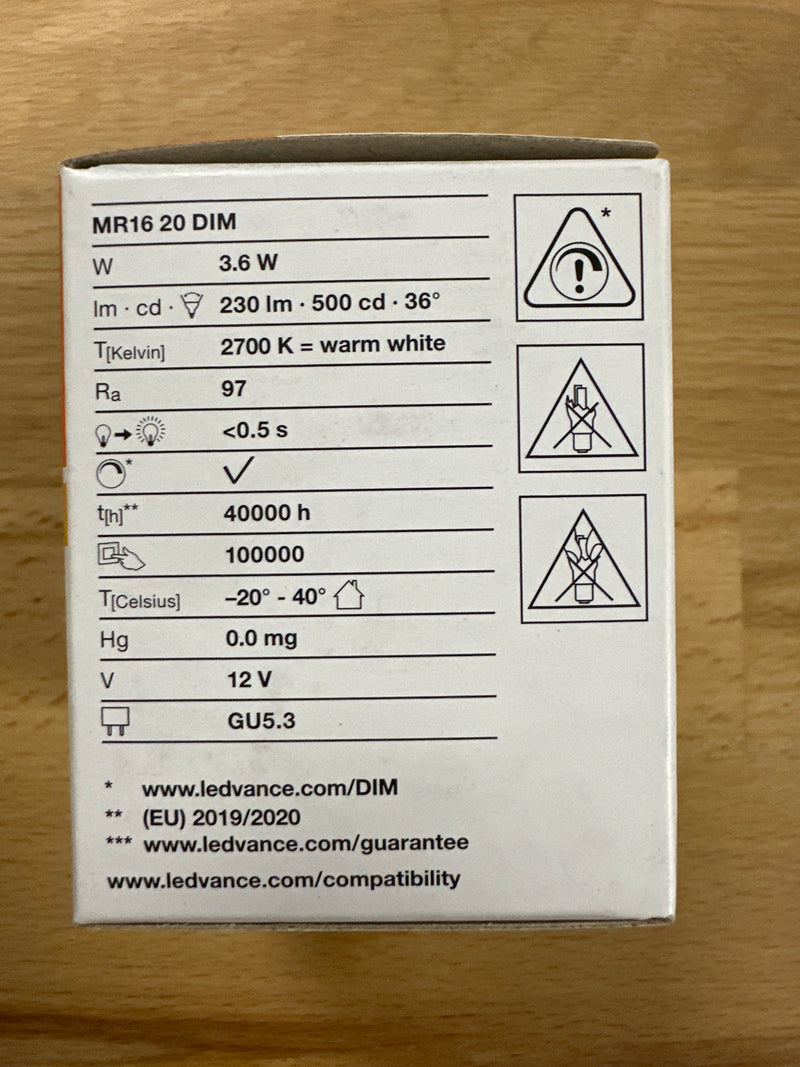 MR16 20 DIM
*
W 3.6 W
lm · cd · 230 lm · 500 cd · 36°
T[Kelvin] 2700 K = warm white
Ra 97
<0.5 s
* ✓
t[h]** 40000 h
100000
T[Celsius] –20° - 40°
Hg 0.0 mg
V 12 V
GU5.3
* www.ledvance.com/DIM
** (EU) 2019/2020
*** www.ledvance.com/guarantee
www.ledvance.com/compatibility